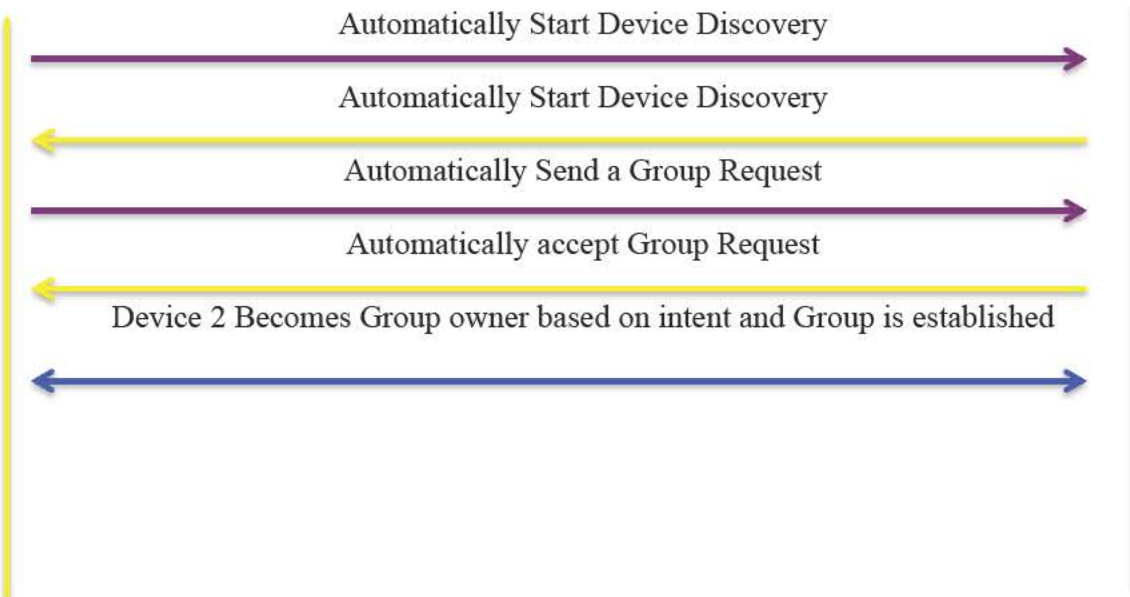 Automatically Start Device Discovery
Automatically Start Device Discovery
Automatically Send a Group Request
Automatically accept Group Request
Device 2 Becomes Group owner based on intent and Group is established